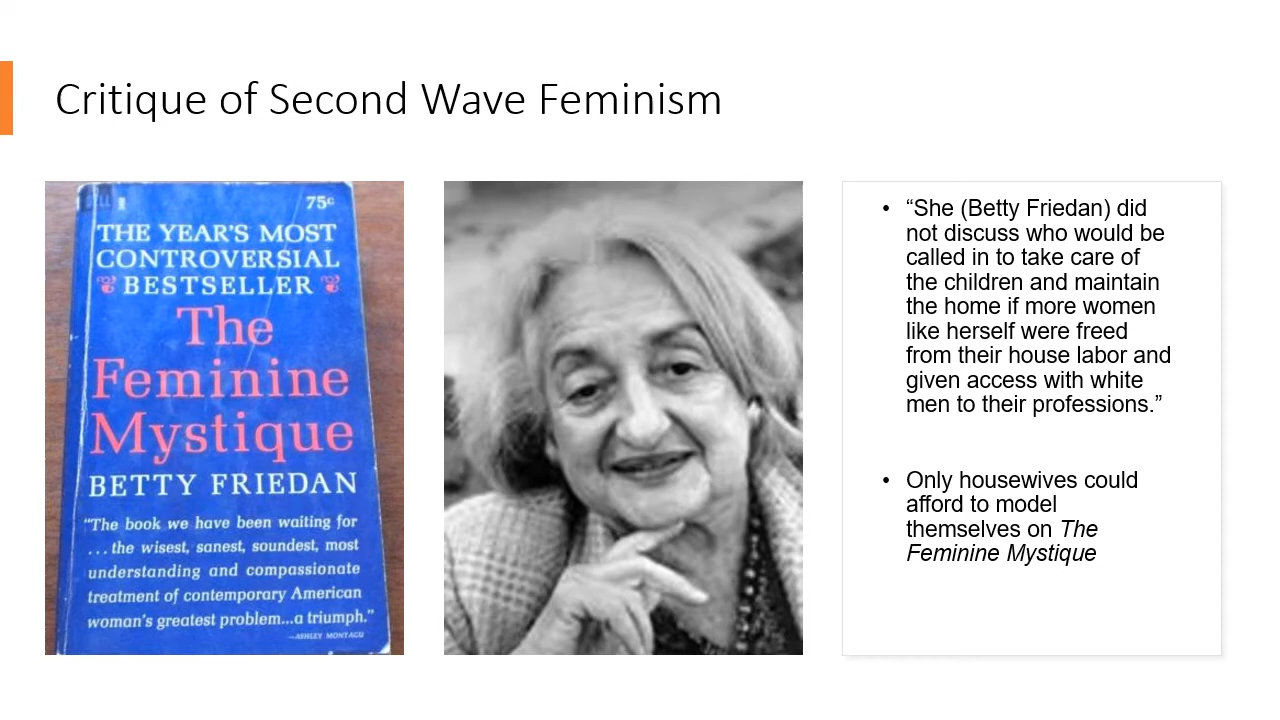 Critique of Second Wave Feminism
75¢
THE YEAR'S MOST
CONTROVERSIAL
BESTSELLER
The
Feminine
Mystique
BETTY FRIEDAN
“The book we have been waiting for
...the wisest, sanest, soundest, most
understanding and compassionate
treatment of contemporary American
woman's greatest problem...a triumph.”
—ASHLEY MONTAGU
• “She (Betty Friedan) did
not discuss who would be
called in to take care of
the children and maintain
the home if more women
like herself were freed
from their house labor and
given access with white
men to their professions.”
• Only housewives could
afford to model
themselves on The
Feminine Mystique